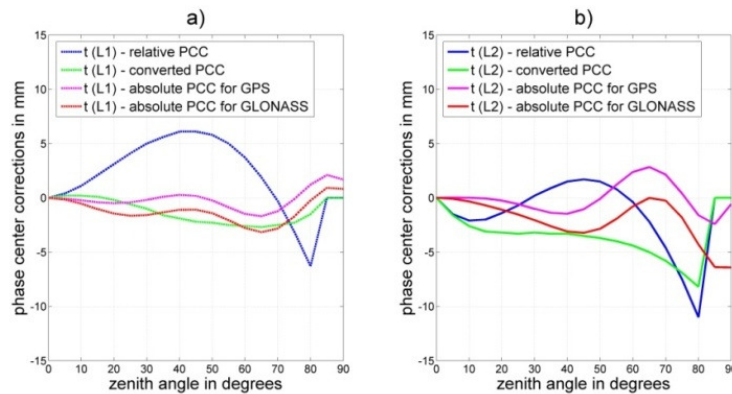 a)
15
10
5
0
-5
-10
-15
phase center corrections in mm
t (L1) - relative PCC
t (L1) - converted PCC
t (L1) - absolute PCC for GPS
t (L1) - absolute PCC for GLONASS
0 10 20 30 40 50 60 70 80 90
zenith angle in degrees
b)
15
10
5
0
-5
-10
-15
phase center corrections in mm
t (L2) - relative PCC
t (L2) - converted PCC
t (L2) - absolute PCC for GPS
t (L2) - absolute PCC for GLONASS
0 10 20 30 40 50 60 70 80 90
zenith angle in degrees